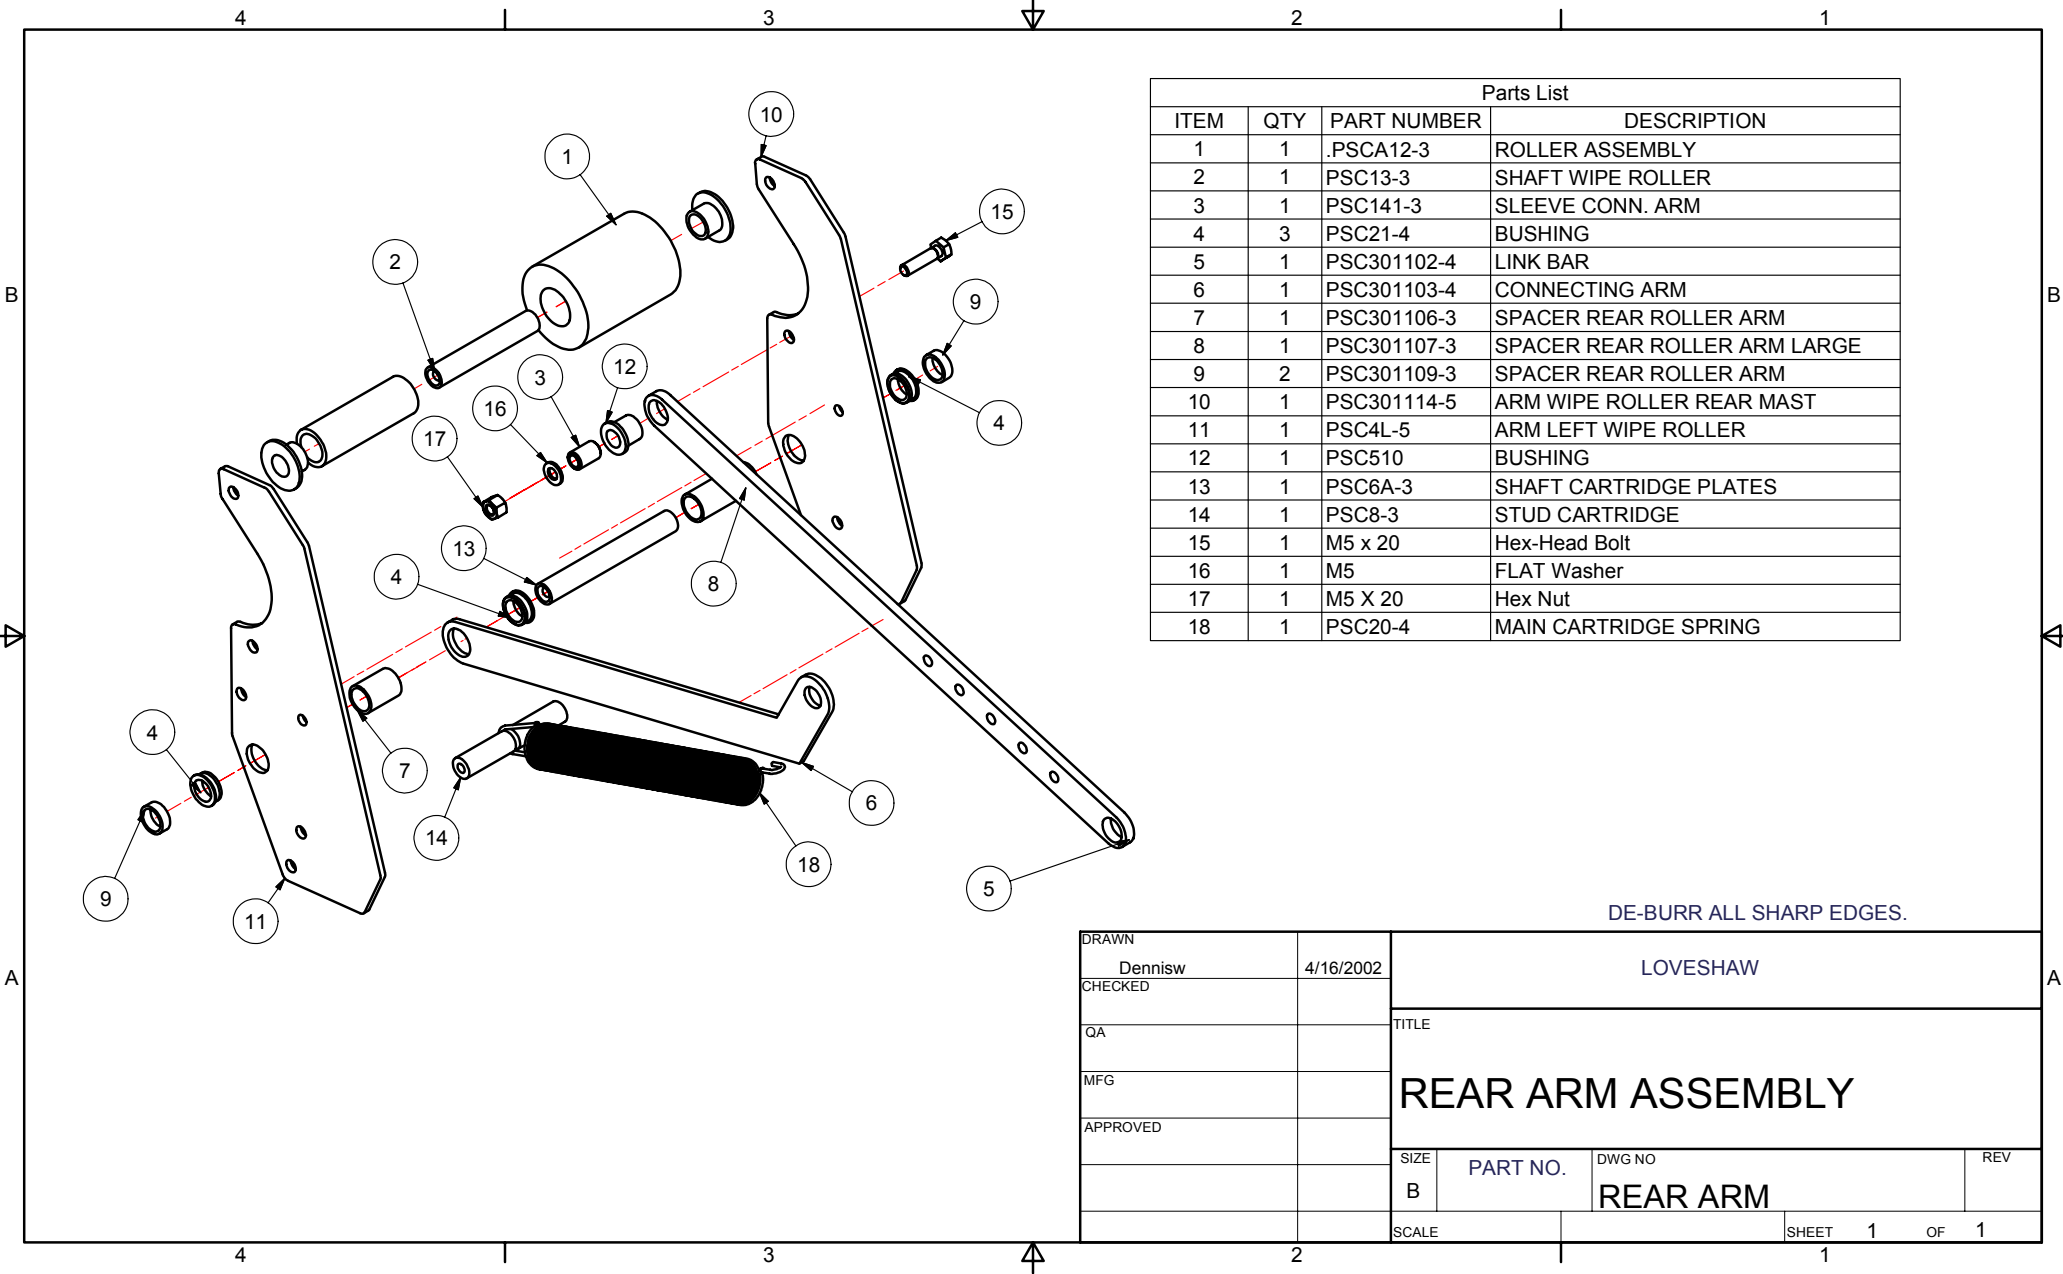 4 3 2 1
10
1
15
2
B B
9
3 12
16
4
17
13
4
8
4
7
6
14
18
5
9
11
Parts List
ITEM QTY PART NUMBER DESCRIPTION
1 1 .PSCA12-3 ROLLER ASSEMBLY
2 1 PSC13-3 SHAFT WIPE ROLLER
3 1 PSC141-3 SLEEVE CONN. ARM
4 3 PSC21-4 BUSHING
5 1 PSC301102-4 LINK BAR
6 1 PSC301103-4 CONNECTING ARM
7 1 PSC301106-3 SPACER REAR ROLLER ARM
8 1 PSC301107-3 SPACER REAR ROLLER ARM LARGE
9 2 PSC301109-3 SPACER REAR ROLLER ARM
10 1 PSC301114-5 ARM WIPE ROLLER REAR MAST
11 1 PSC4L-5 ARM LEFT WIPE ROLLER
12 1 PSC510 BUSHING
13 1 PSC6A-3 SHAFT CARTRIDGE PLATES
14 1 PSC8-3 STUD CARTRIDGE
15 1 M5 x 20 Hex-Head Bolt
16 1 M5 FLAT Washer
17 1 M5 X 20 Hex Nut
18 1 PSC20-4 MAIN CARTRIDGE SPRING
DE-BURR ALL SHARP EDGES.
A A
DRAWN
Dennisw 4/16/2002
CHECKED
QA
MFG
APPROVED
LOVESHAW
TITLE
REAR ARM ASSEMBLY
SIZE
B
PART NO.
DWG NO
REAR ARM
REV
SCALE
SHEET 1 OF 1
4 3 2 1